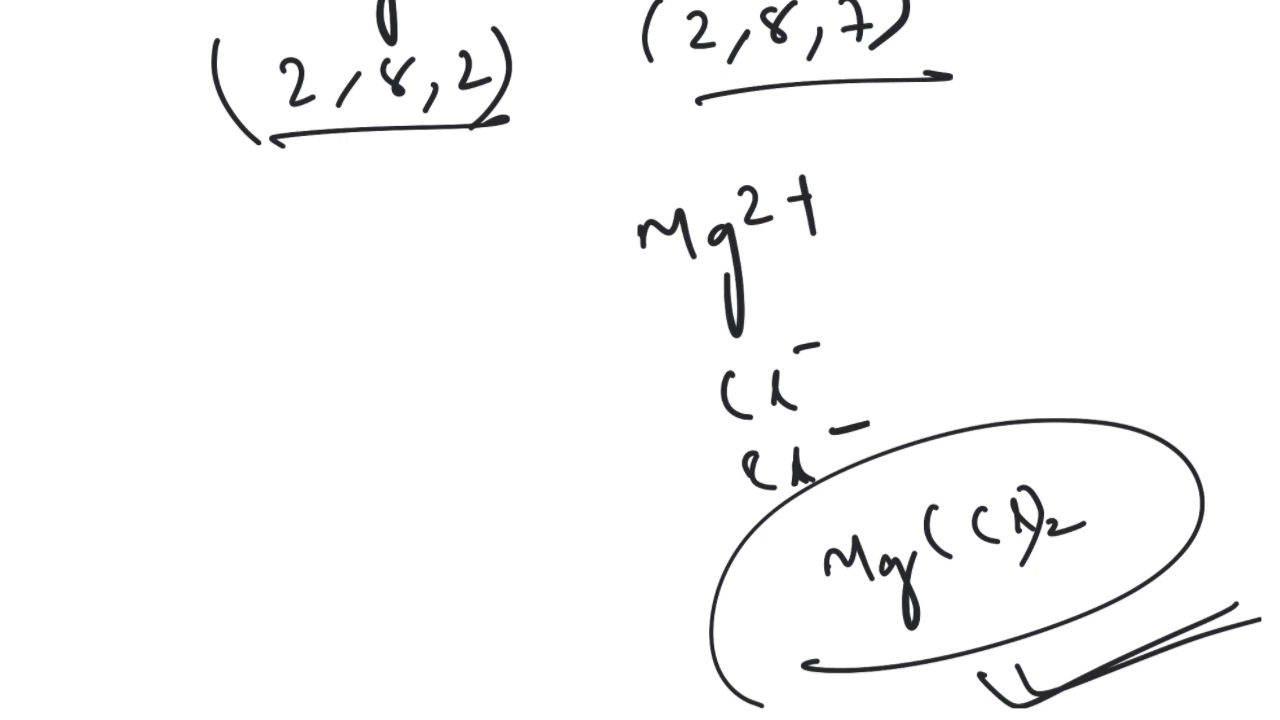 (2,8,7)
(2,8,2)
Mg²⁺
Cl⁻
Cl⁻
Mg(Cl)₂